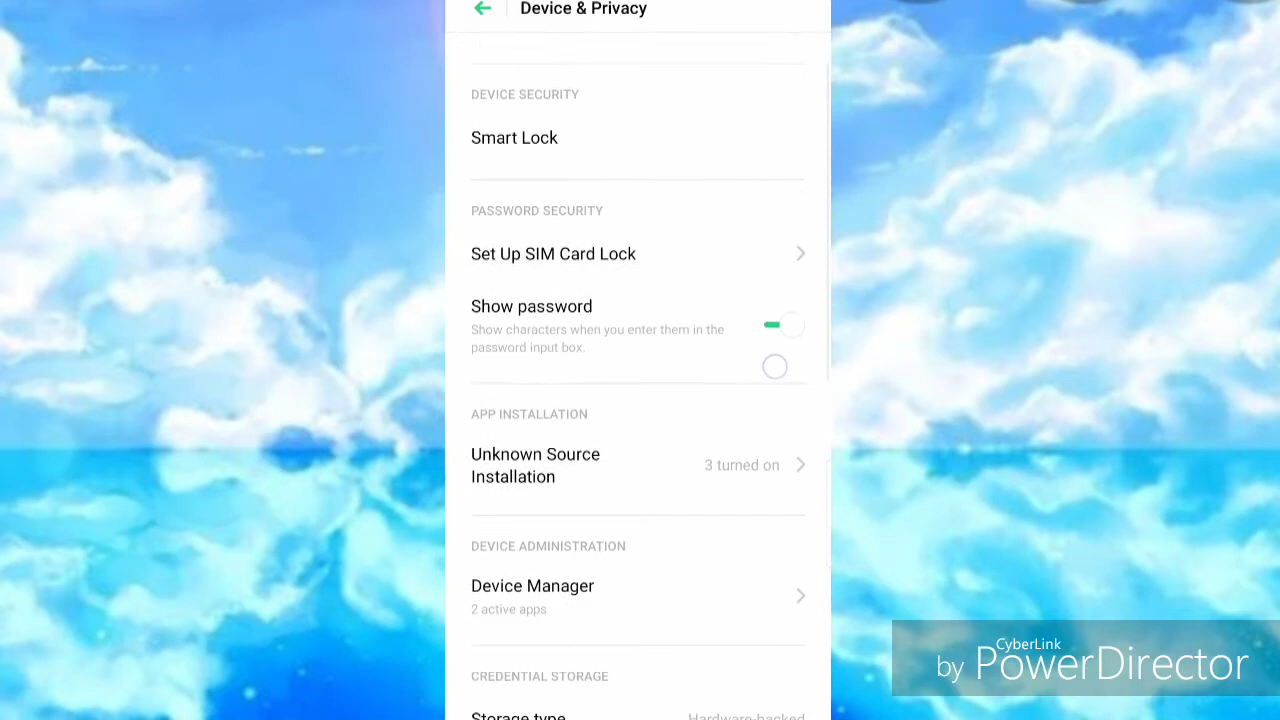 Device & Privacy
DEVICE SECURITY
Smart Lock
PASSWORD SECURITY
Set Up SIM Card Lock
Show password
Show characters when you enter them in the
password input box.
APP INSTALLATION
Unknown Source
Installation
3 turned on
DEVICE ADMINISTRATION
Device Manager
2 active apps
CREDENTIAL STORAGE
Storage type
Hardware-backed
CyberLink
by PowerDirector